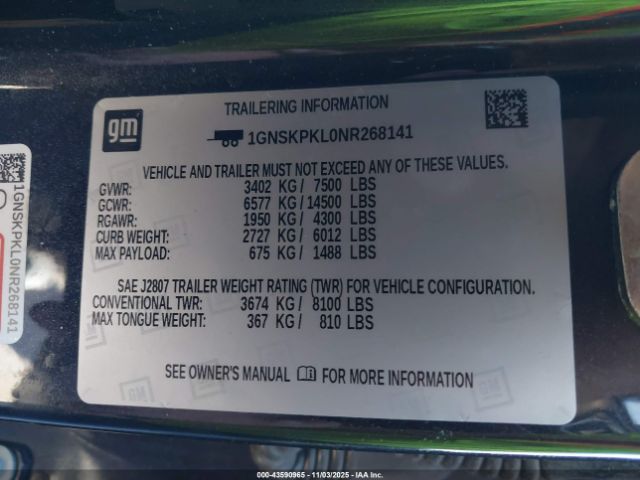 gm
TRAILERING INFORMATION
1GNSKPKL0NR268141
VEHICLE AND TRAILER MUST NOT EXCEED ANY OF THESE VALUES.
GVWR: 3402 KG / 7500 LBS
GCWR: 6577 KG / 14500 LBS
RGAWR: 1950 KG / 4300 LBS
CURB WEIGHT: 2727 KG / 6012 LBS
MAX PAYLOAD: 675 KG / 1488 LBS
SAE J2807 TRAILER WEIGHT RATING (TWR) FOR VEHICLE CONFIGURATION.
CONVENTIONAL TWR: 3674 KG / 8100 LBS
MAX TONGUE WEIGHT: 367 KG / 810 LBS
SEE OWNER'S MANUAL FOR MORE INFORMATION
1GNSKPKL0NR268141
000-43590965 - 11/03/2025 - IAA, INC.